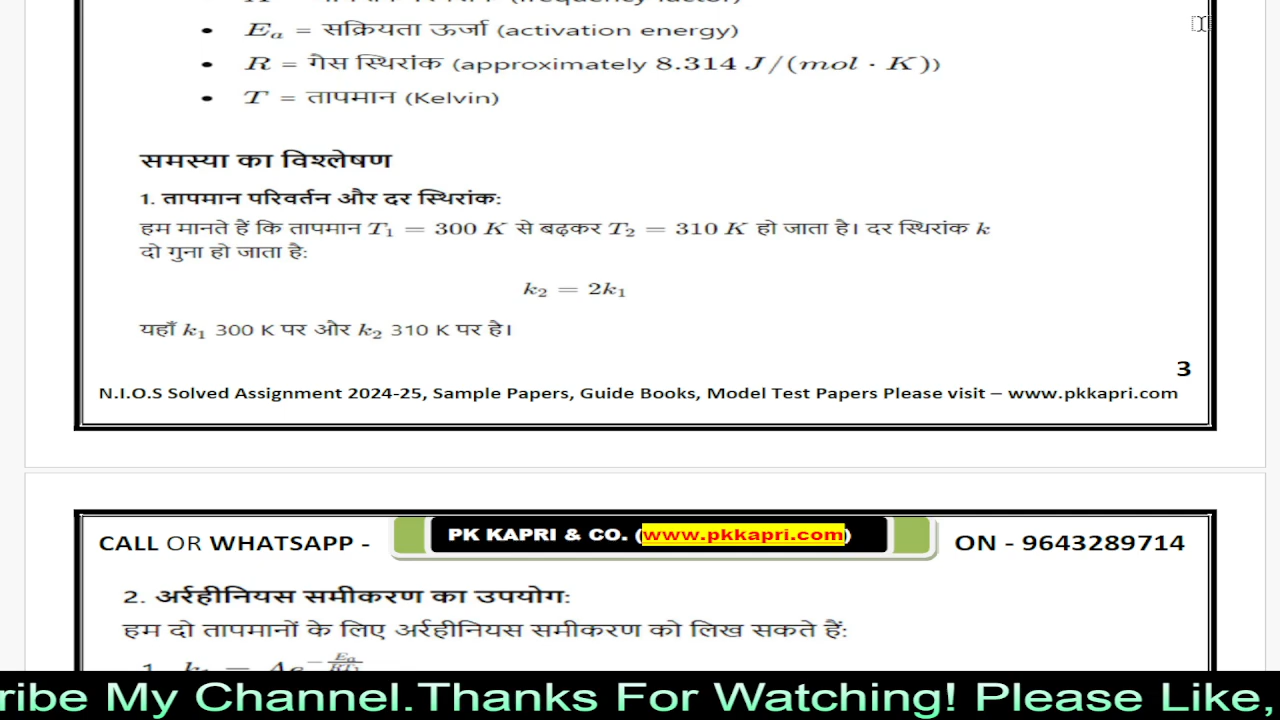 (frequency factor)
• Eₐ = सक्रियता ऊर्जा (activation energy)
• R = गैस स्थिरांक (approximately 8.314 J/(mol · K))
• T = तापमान (Kelvin)
समस्या का विश्लेषण
1. तापमान परिवर्तन और दर स्थिरांक:
हम मानते हैं कि तापमान T₁ = 300 K से बढ़कर T₂ = 310 K हो जाता है। दर स्थिरांक k
दो गुना हो जाता है:
k₂ = 2k₁
यहाँ k₁ 300 K पर और k₂ 310 K पर है।
3
N.I.O.S Solved Assignment 2024-25, Sample Papers, Guide Books, Model Test Papers Please visit – www.pkkapri.com
CALL OR WHATSAPP - PK KAPRI & CO. (www.pkkapri.com) ON - 9643289714
2. अर्रहीनियस समीकरण का उपयोग:
हम दो तापमानों के लिए अर्रहीनियस समीकरण को लिख सकते हैं:
ribe My Channel.Thanks For Watching! Please Like,